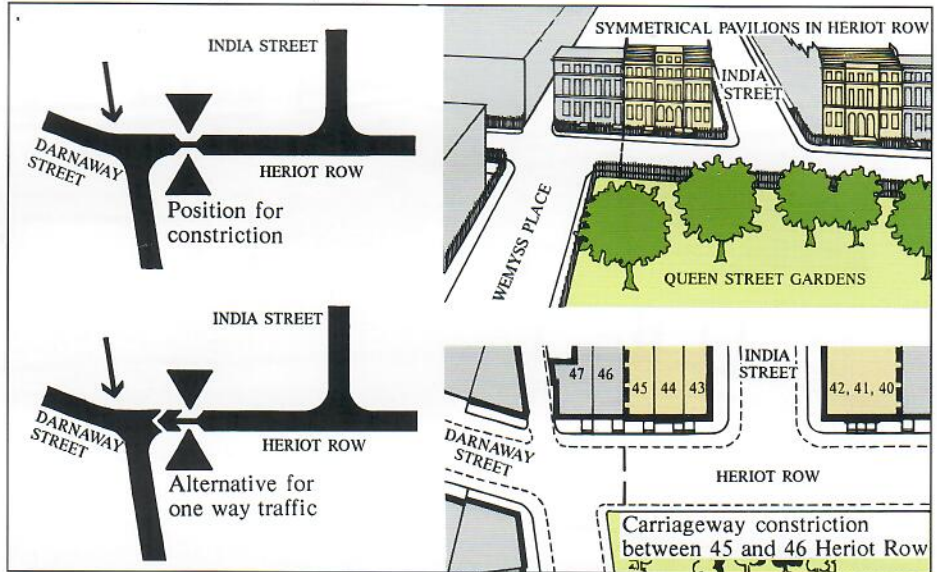 INDIA STREET
DARNAWAY
STREET
HERIOT ROW
Position for
constriction
SYMMETRICAL PAVILIONS IN HERIOT ROW
INDIA
STREET
WEMYSS PLACE
QUEEN STREET GARDENS
INDIA STREET
DARNAWAY
STREET
HERIOT ROW
Alternative for
one way traffic
INDIA
STREET
47 46 45 44 43 42, 41, 40
DARNAWAY
STREET
HERIOT ROW
Carriageway constriction
between 45 and 46 Heriot Row